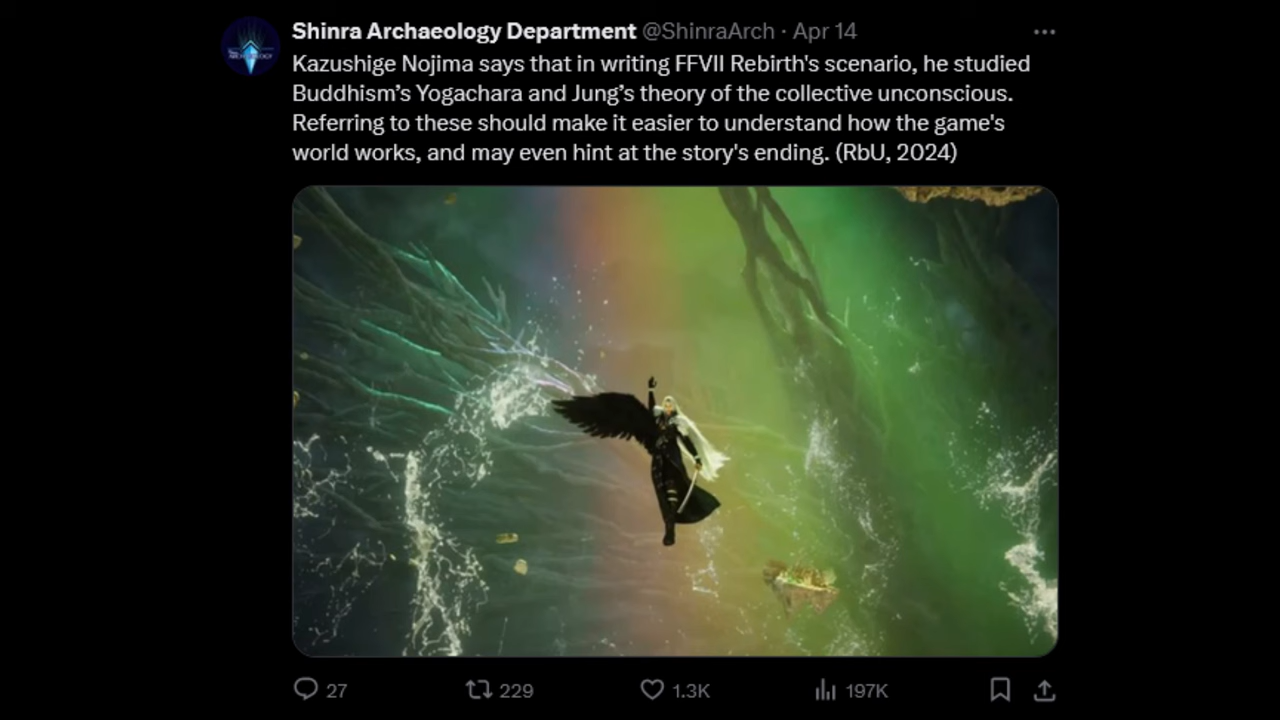 Shinra Archaeology Department @ShinraArch · Apr 14
Kazushige Nojima says that in writing FFVII Rebirth's scenario, he studied
Buddhism’s Yogachara and Jung’s theory of the collective unconscious.
Referring to these should make it easier to understand how the game's
world works, and may even hint at the story's ending. (RbU, 2024)
27 229 1.3K 197K